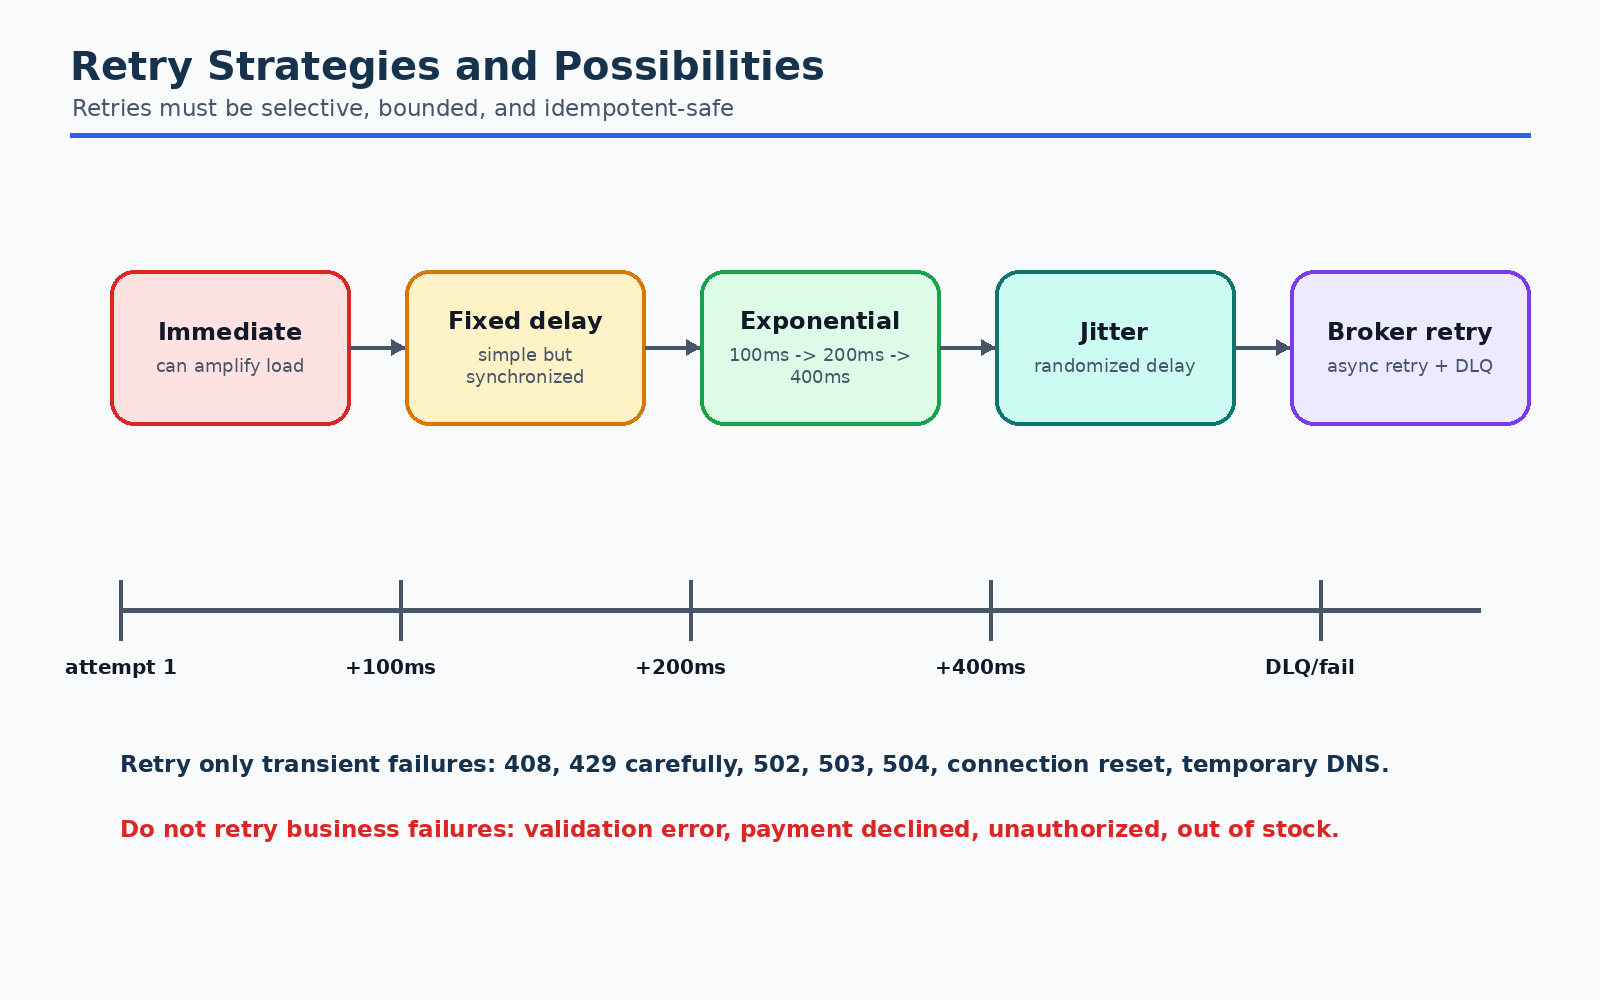 Retry Strategies and Possibilities
Retries must be selective, bounded, and idempotent-safe
Immediate
can amplify load
Fixed delay
simple but
synchronized
Exponential
100ms -> 200ms ->
400ms
Jitter
randomized delay
Broker retry
async retry + DLQ
attempt 1
+100ms
+200ms
+400ms
DLQ/fail
Retry only transient failures: 408, 429 carefully, 502, 503, 504, connection reset, temporary DNS.
Do not retry business failures: validation error, payment declined, unauthorized, out of stock.